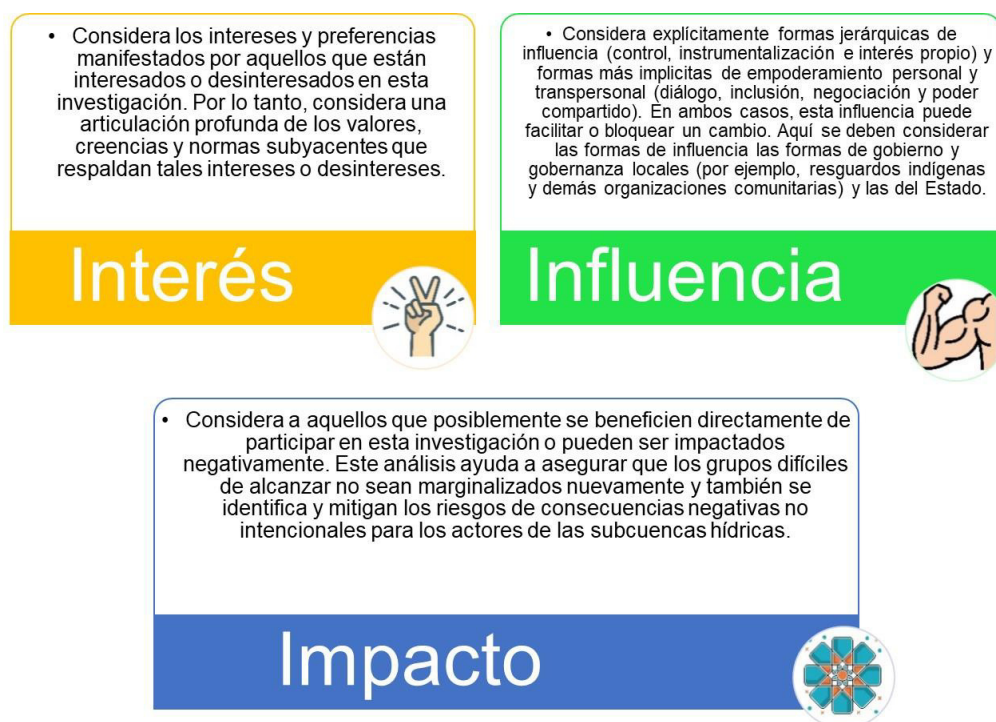 • Considera los intereses y preferencias
manifestados por aquellos que están
interesados o desinteresados en esta
investigación. Por lo tanto, considera una
articulación profunda de los valores,
creencias y normas subyacentes que
respaldan tales intereses o desintereses.
Interés
• Considera explícitamente formas jerárquicas de
influencia (control, instrumentalización e interés propio) y
formas más implicitas de empoderamiento personal y
transpersonal (diálogo, inclusión, negociación y poder
compartido). En ambos casos, esta influencia puede
facilitar o bloquear un cambio. Aquí se deben considerar
las formas de influencia las formas de gobierno y
gobernanza locales (por ejemplo, resguardos indígenas
y demás organizaciones comunitarias) y las del Estado.
Influencia
• Considera a aquellos que posiblemente se beneficien directamente de
participar en esta investigación o pueden ser impactados
negativamente. Este análisis ayuda a asegurar que los grupos difíciles
de alcanzar no sean marginalizados nuevamente y también se
identifica y mitigan los riesgos de consecuencias negativas no
intencionales para los actores de las subcuencas hídricas.
Impacto